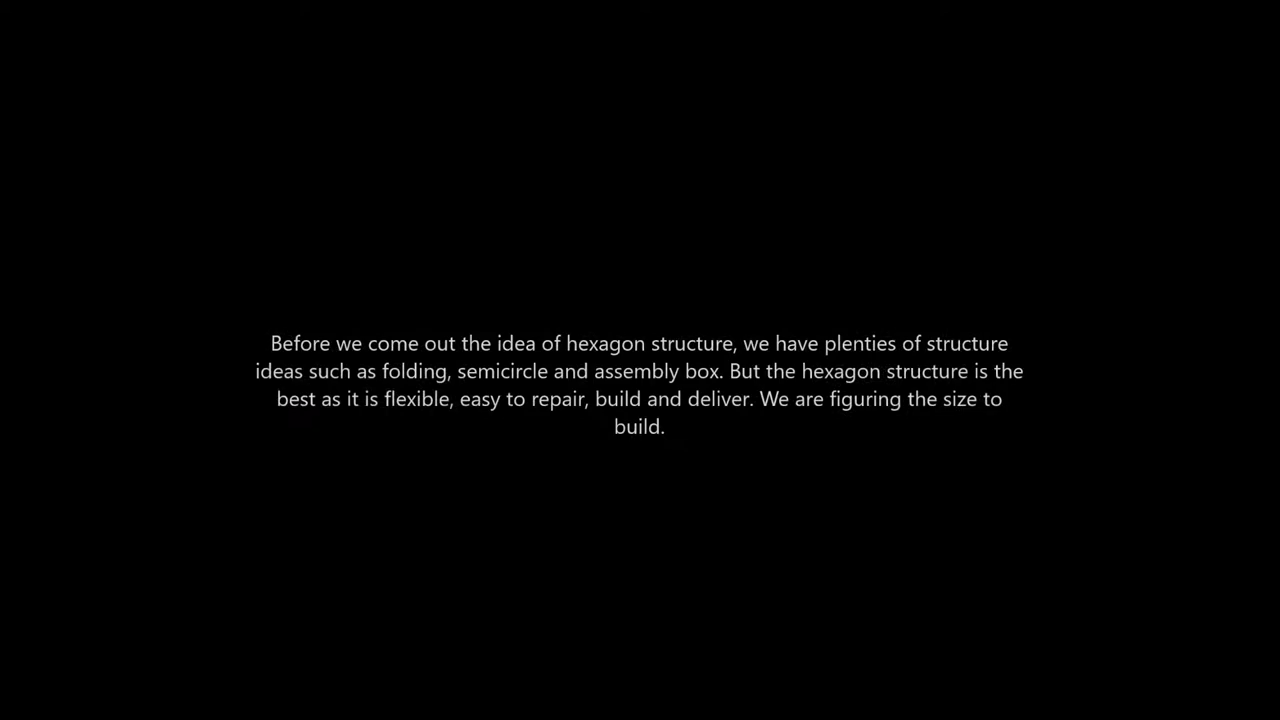 Before we come out the idea of hexagon structure, we have plenties of structure
ideas such as folding, semicircle and assembly box. But the hexagon structure is the
best as it is flexible, easy to repair, build and deliver. We are figuring the size to
build.